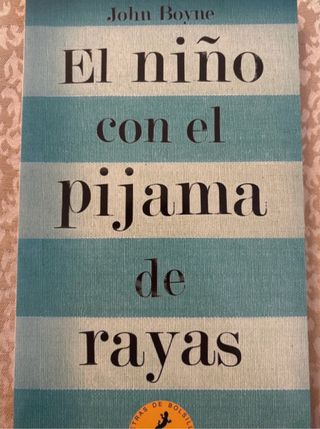 John Boyne
El niño
con el
pijama
de
rayas